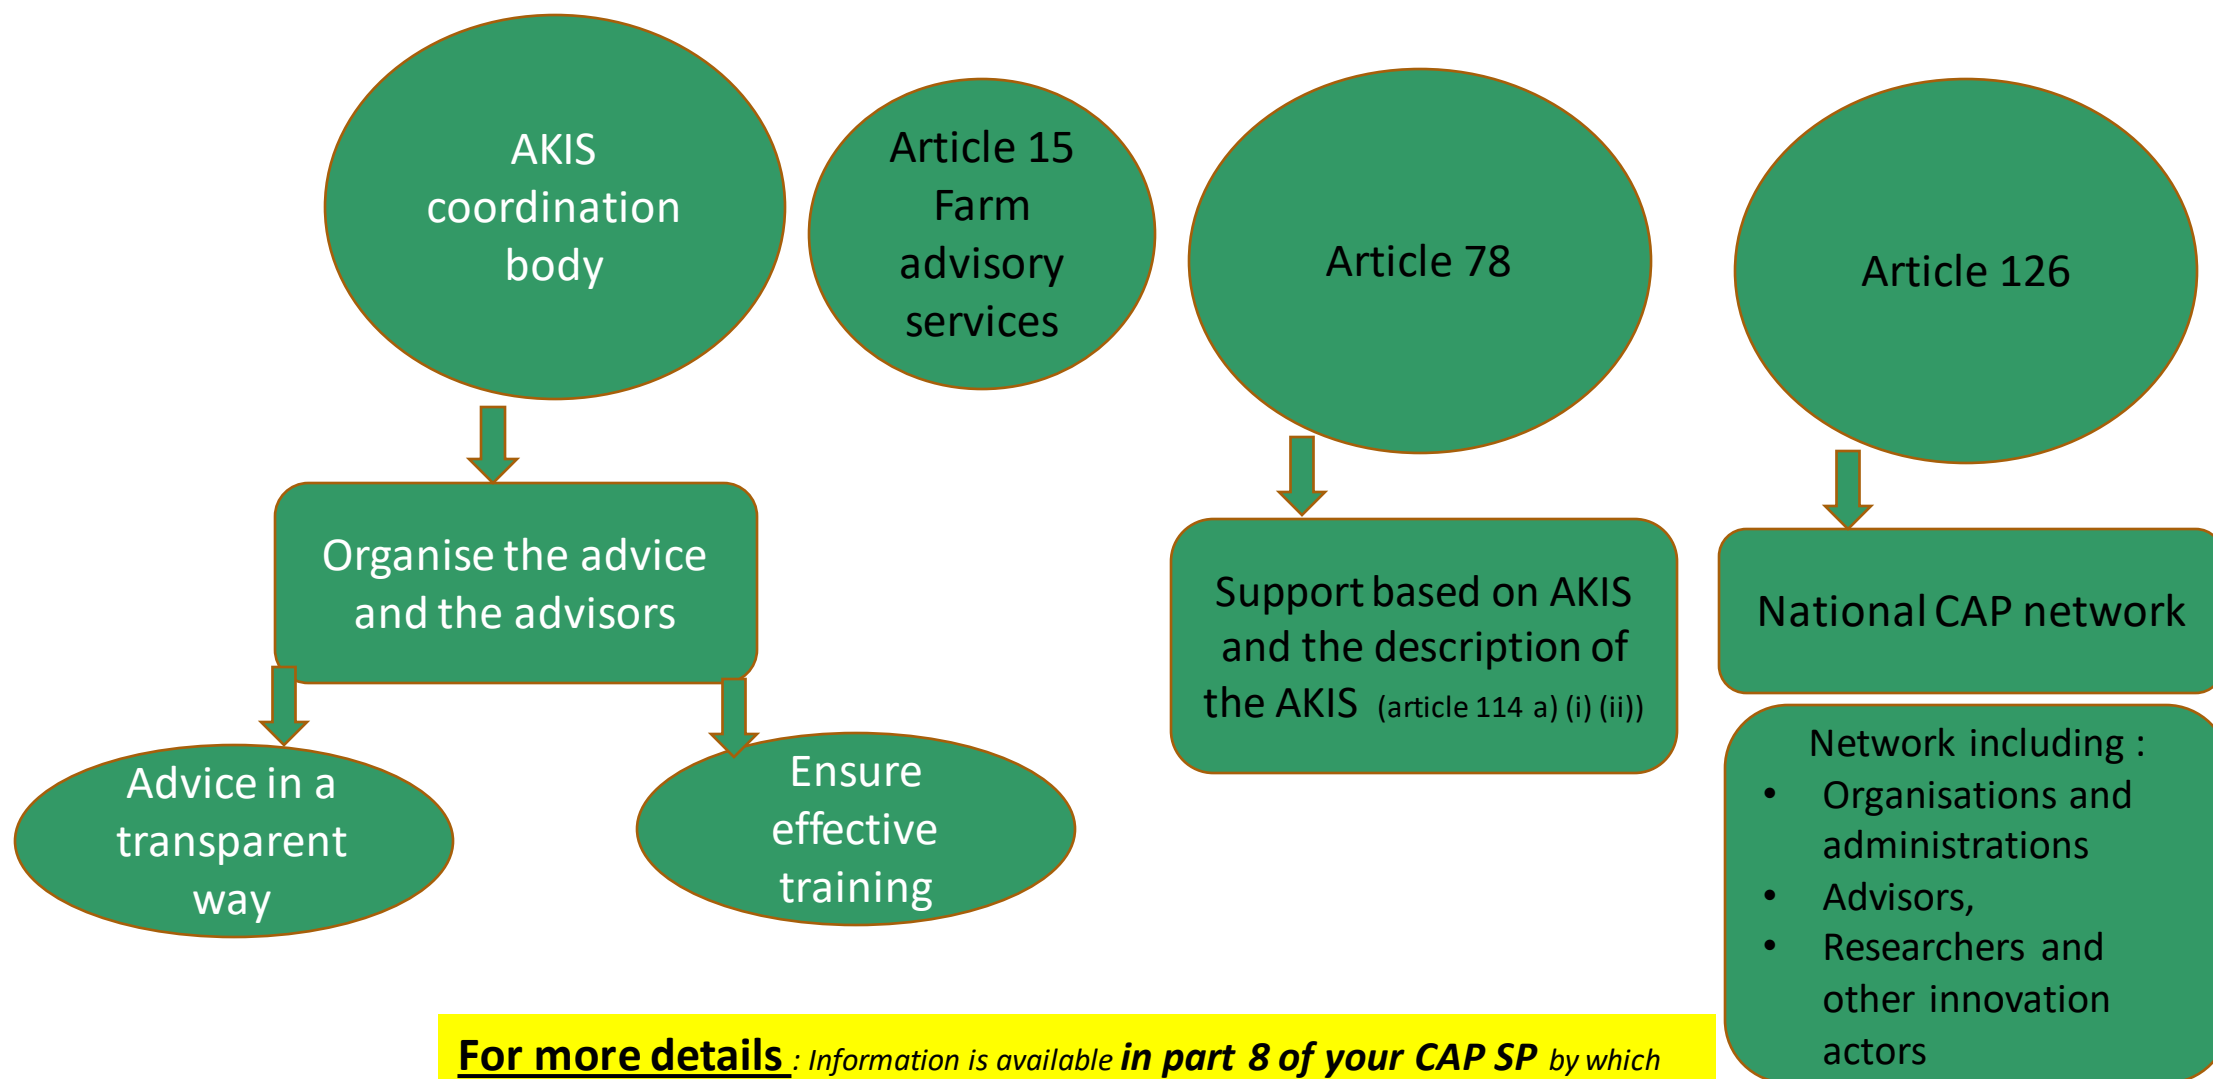 AKIS
coordination
body
Article 15
Farm
advisory
services
Article 78
Article 126
Organise the advice
and the advisors
Advice in a
transparent
way
Ensure
effective
training
Support based on AKIS
and the description of
the AKIS (article 114 a) (i) (ii))
National CAP network
Network including :
• Organisations and
administrations
• Advisors,
• Researchers and
other innovation
actors
For more details : Information is available in part 8 of your CAP SP by which